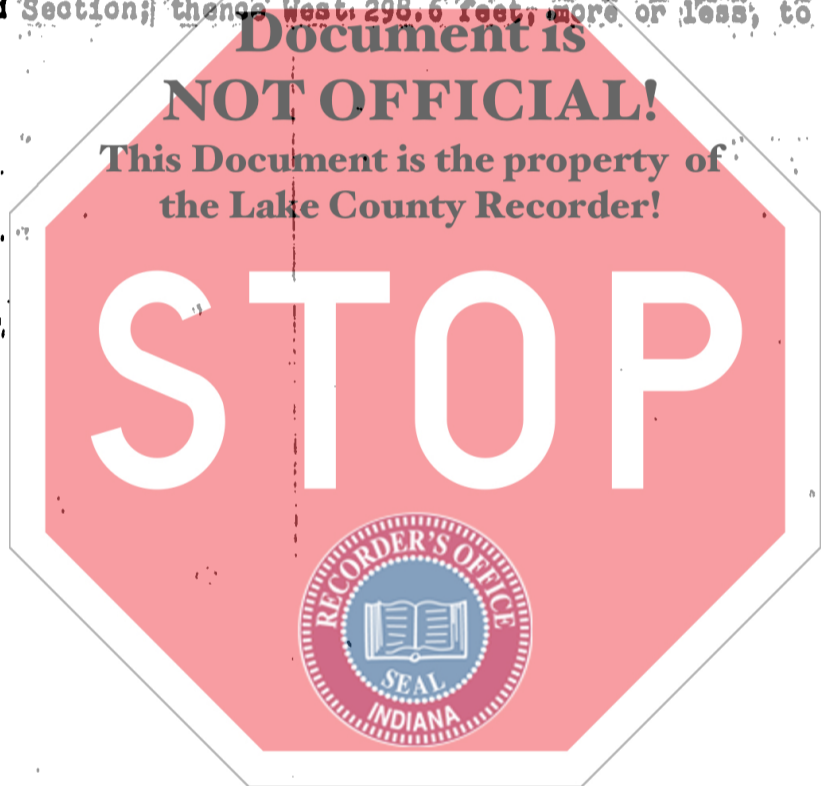 Section; thence West 298.6 feet, more or less, to
Document is
NOT OFFICIAL!
This Document is the property of
the Lake County Recorder!
STOP
RECORDER'S OFFICE
SEAL
INDIANA